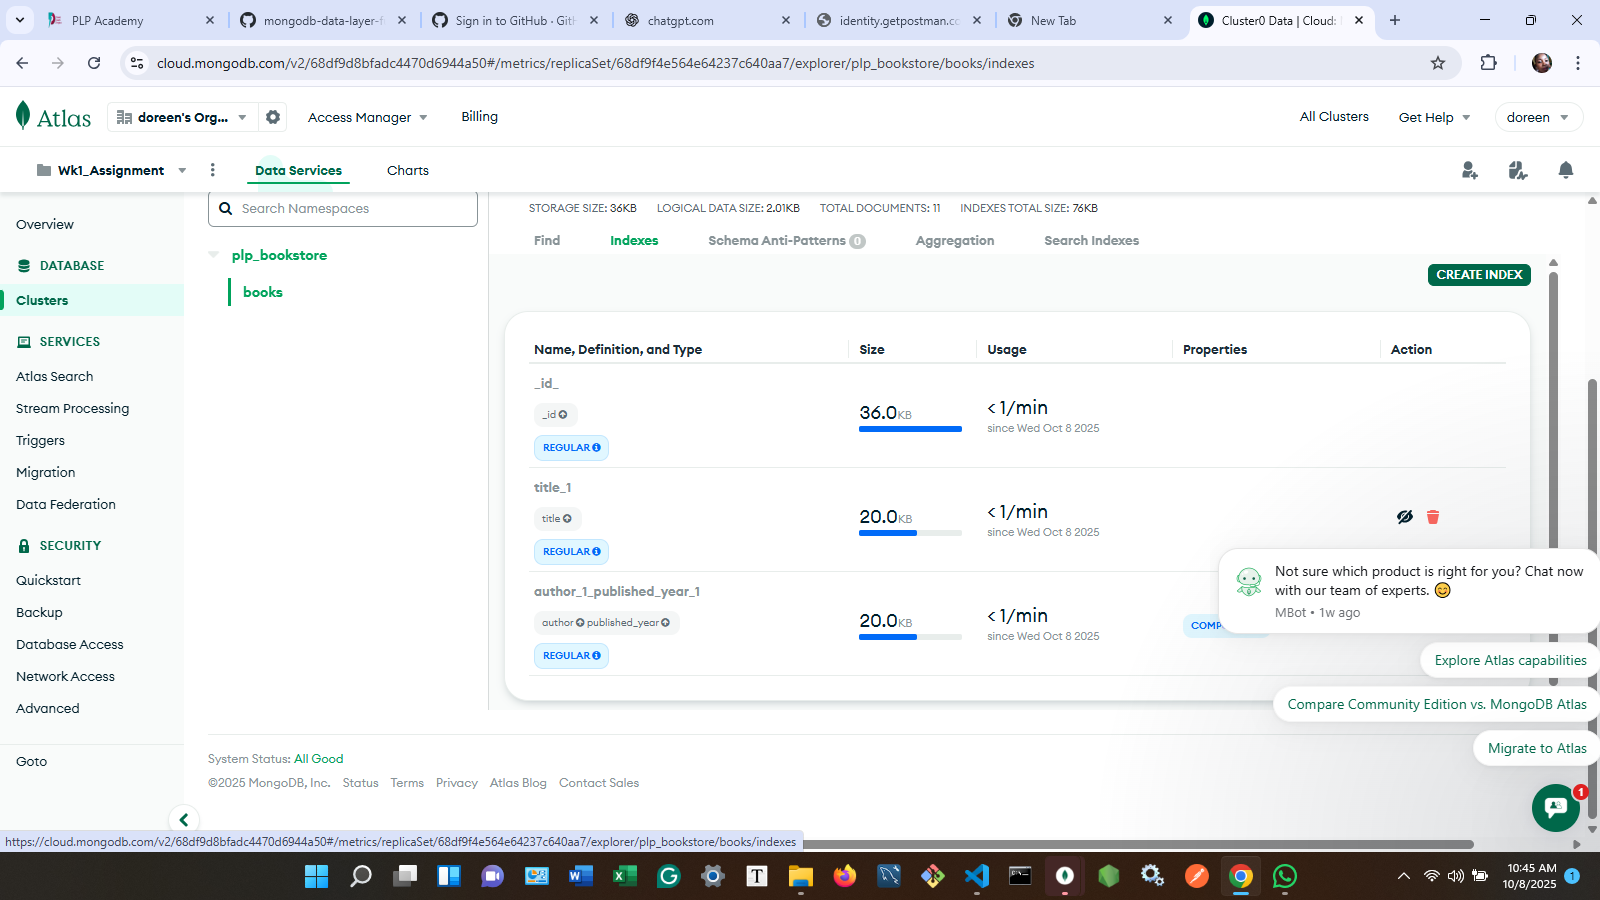 PLP Academy
mongodb-data-layer-f
Sign in to GitHub · Git
chatgpt.com
identity.getpostman.co
New Tab
Cluster0 Data | Cloud:
cloud.mongodb.com/v2/68df9d8bfadc4470d6944a50#/metrics/replicaSet/68df9f4e564e64237c640aa7/explorer/plp_bookstore/books/indexes
Atlas
doreen's Org...
Access Manager
Billing
All Clusters
Get Help
doreen
Wk1_Assignment
Data Services
Charts
Overview
DATABASE
Clusters
SERVICES
Atlas Search
Stream Processing
Triggers
Migration
Data Federation
SECURITY
Quickstart
Backup
Database Access
Network Access
Advanced
Goto
Search Namespaces
plp_bookstore
books
STORAGE SIZE: 36KB LOGICAL DATA SIZE: 2.01KB TOTAL DOCUMENTS: 11 INDEXES TOTAL SIZE: 76KB
Find Indexes Schema Anti-Patterns 0 Aggregation Search Indexes
CREATE INDEX
Name, Definition, and Type Size Usage Properties Action
_id_
_id
REGULAR
36.0KB
< 1/min
since Wed Oct 8 2025
title_1
title
REGULAR
20.0KB
< 1/min
since Wed Oct 8 2025
author_1_published_year_1
author published_year
REGULAR
20.0KB
< 1/min
since Wed Oct 8 2025
Not sure which product is right for you? Chat now
with our team of experts. 😊
MBot • 1w ago
Explore Atlas capabilities
Compare Community Edition vs. MongoDB Atlas
Migrate to Atlas
1
System Status: All Good
©2025 MongoDB, Inc. Status Terms Privacy Atlas Blog Contact Sales
https://cloud.mongodb.com/v2/68df9d8bfadc4470d6944a50#/metrics/replicaSet/68df9f4e564e64237c640aa7/explorer/plp_bookstore/books/indexes
10:45 AM
10/8/2025
1